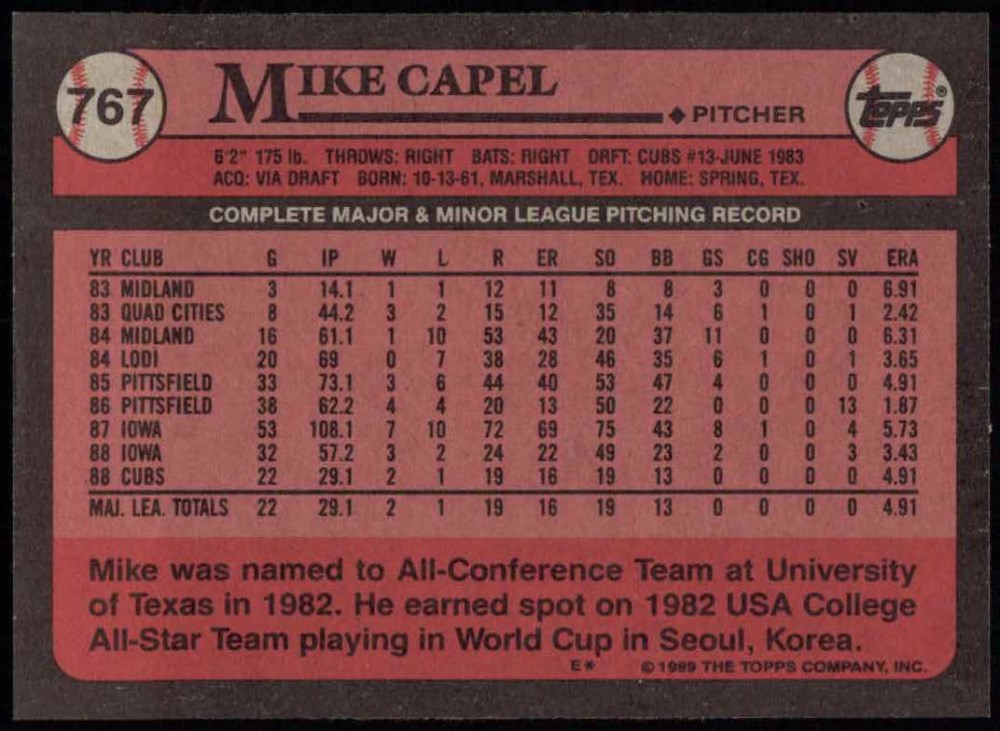 767
MIKE CAPEL
◆ PITCHER
TOPPS®
6'2" 175 lb. THROWS: RIGHT BATS: RIGHT DRFT: CUBS #13-JUNE 1983
ACQ: VIA DRAFT BORN: 10-13-61, MARSHALL, TEX. HOME: SPRING, TEX.
COMPLETE MAJOR & MINOR LEAGUE PITCHING RECORD
YR CLUB G IP W L R ER SO BB GS CG SHO SV ERA
83 MIDLAND 3 14.1 1 1 12 11 8 8 3 0 0 0 6.91
83 QUAD CITIES 8 44.2 3 2 15 12 35 14 6 1 0 1 2.42
84 MIDLAND 16 61.1 1 10 53 43 20 37 11 0 0 0 6.31
84 LODI 20 69 0 7 38 28 46 35 6 1 0 1 3.65
85 PITTSFIELD 33 73.1 3 6 44 40 53 47 4 0 0 0 4.91
86 PITTSFIELD 38 62.2 4 4 20 13 50 22 0 0 0 13 1.87
87 IOWA 53 108.1 7 10 72 69 75 43 8 1 0 4 5.73
88 IOWA 32 57.2 3 2 24 22 49 23 2 0 0 3 3.43
88 CUBS 22 29.1 2 1 19 16 19 13 0 0 0 0 4.91
MAJ. LEA. TOTALS 22 29.1 2 1 19 16 19 13 0 0 0 0 4.91
Mike was named to All-Conference Team at University
of Texas in 1982. He earned spot on 1982 USA College
All-Star Team playing in World Cup in Seoul, Korea.
E* © 1989 THE TOPPS COMPANY, INC.